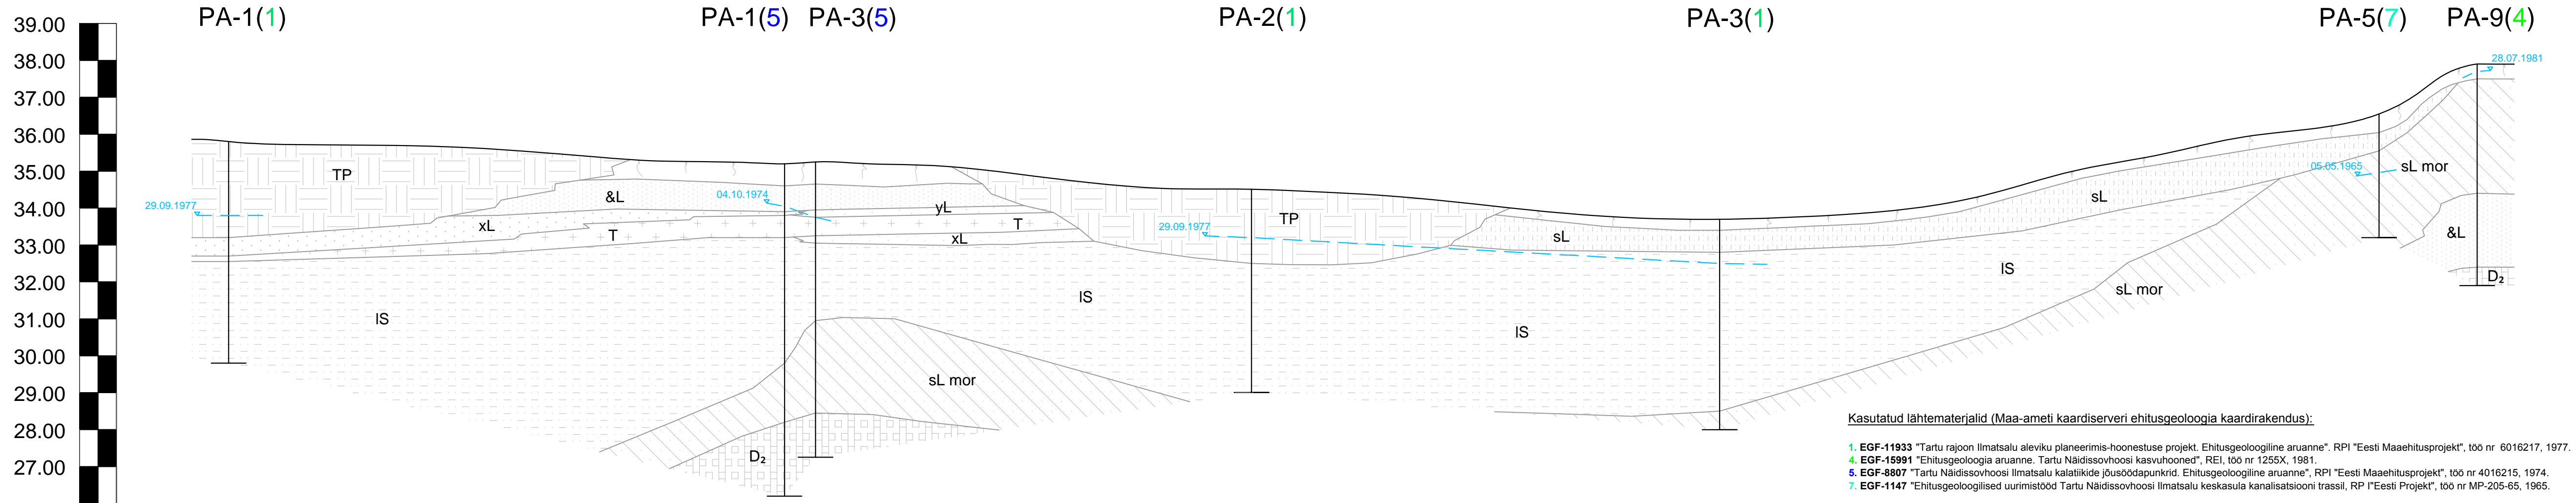 PA-1(1) PA-1(5) PA-3(5) PA-2(1) PA-3(1) PA-5(7) PA-9(4)
39.00
38.00
37.00
36.00
35.00
34.00
33.00
32.00
31.00
30.00
29.00
28.00
27.00
28.07.1981
05.05.1965
sL mor
TP
&L
04.10.1974
29.09.1977
yL
xL
T
T
xL
TP
29.09.1977
sL
sL
&L
D₂
IS
IS
IS
IS
sL mor
sL mor
D₂
Kasutatud lähtematerjalid (Maa-ameti kaardiserveri ehitusgeoloogia kaardirakendus):
1. EGF-11933 "Tartu rajoon Ilmatsalu aleviku planeerimis-hoonestuse projekt. Ehitusgeoloogiline aruanne". RPI "Eesti Maaehitusprojekt", töö nr 6016217, 1977.
4. EGF-15991 "Ehitusgeologia aruanne. Tartu Näidissovhoosi kasvuhooned", REI, töö nr 1255X, 1981.
5. EGF-8807 "Tartu Näidissovhoosi Ilmatsalu kalatiikide jõusöödapunkrid. Ehitusgeoloogiline aruanne", RPI "Eesti Maaehitusprojekt", töö nr 4016215, 1974.
7. EGF-1147 "Ehitusgeoloogilised uurimistööd Tartu Näidissovhoosi Ilmatsalu keskasula kanalisatsiooni trassil, RP I"Eesti Projekt", töö nr MP-205-65, 1965.